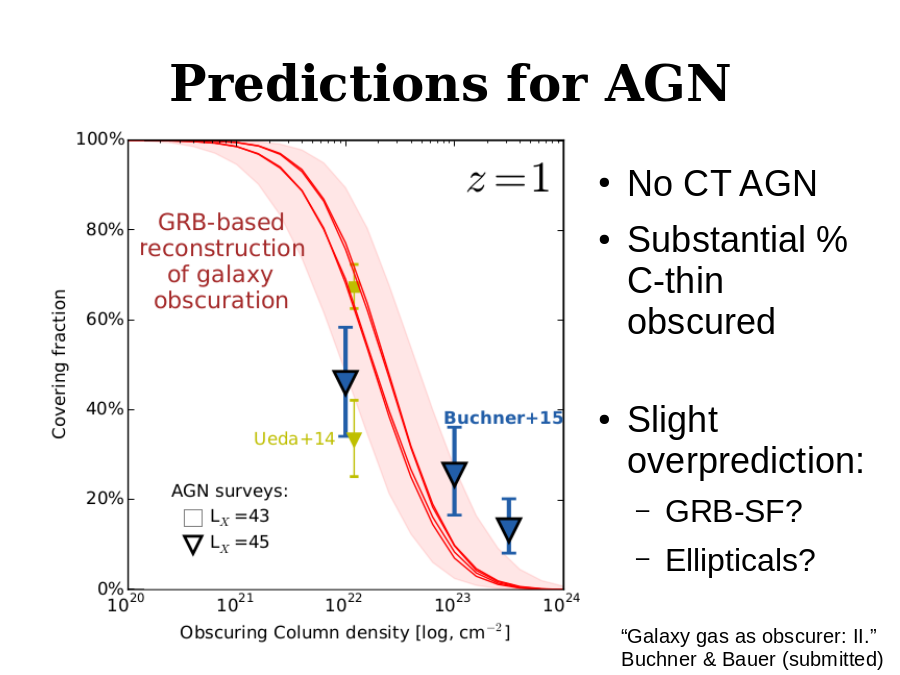 Predictions for AGN
100%
80%
60%
40%
20%
0%
Covering fraction
z=1
GRB-based
reconstruction
of galaxy
obscuration
Buchner+15
Ueda+14
AGN surveys:
L_X =43
L_X =45
10^20
10^21
10^22
10^23
10^24
Obscuring Column density [log, cm^−2]
• No CT AGN
• Substantial %
C-thin
obscured
• Slight
overprediction:
– GRB-SF?
– Ellipticals?
“Galaxy gas as obscurer: II.”
Buchner & Bauer (submitted)